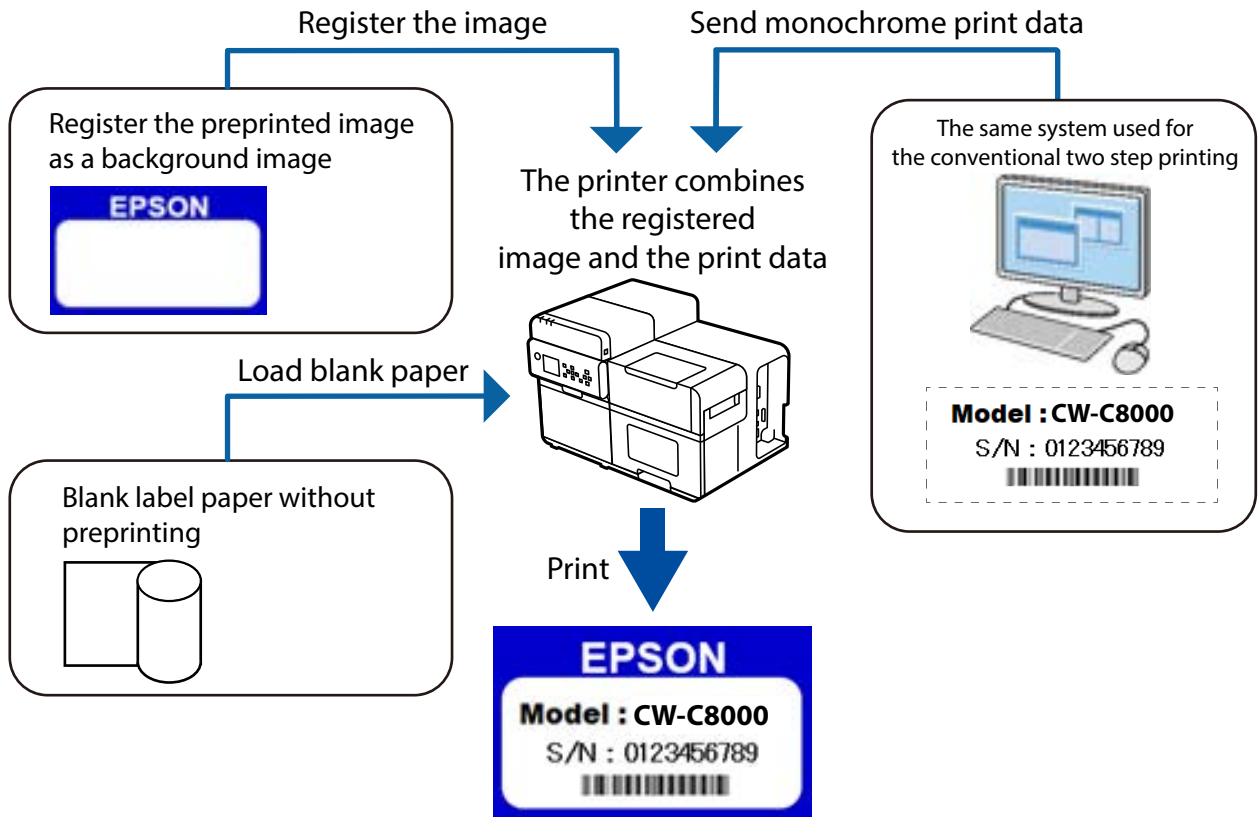 Register the image
Send monochrome print data
Register the preprinted image
as a background image
EPSON
The printer combines
the registered
image and the print data
The same system used for
the conventional two step printing
Model : CW-C8000
S/N : 0123456789
Load blank paper
Blank label paper without
preprinting
Print
EPSON
Model : CW-C8000
S/N : 0123456789